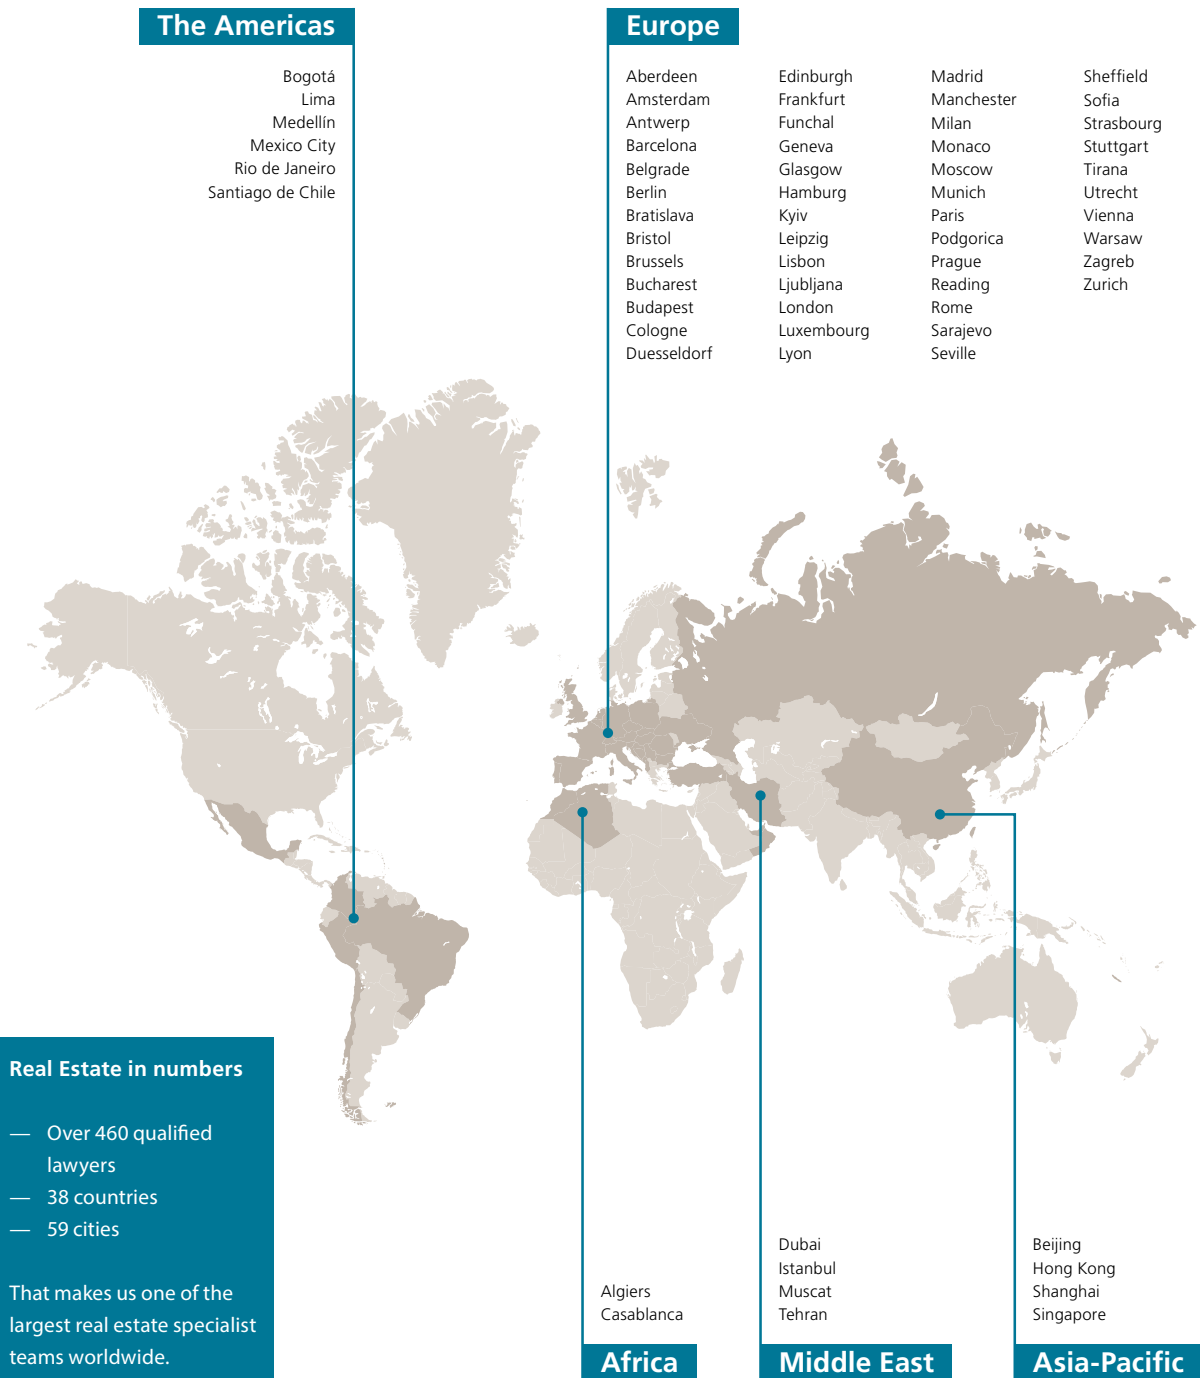 The Americas
Bogotá
Lima
Medellín
Mexico City
Rio de Janeiro
Santiago de Chile
Europe
Aberdeen
Amsterdam
Antwerp
Barcelona
Belgrade
Berlin
Bratislava
Bristol
Brussels
Bucharest
Budapest
Cologne
Duesseldorf
Edinburgh
Frankfurt
Funchal
Geneva
Glasgow
Hamburg
Kyiv
Leipzig
Lisbon
Ljubljana
London
Luxembourg
Lyon
Madrid
Manchester
Milan
Monaco
Moscow
Munich
Paris
Podgorica
Prague
Reading
Rome
Sarajevo
Seville
Sheffield
Sofia
Strasbourg
Stuttgart
Tirana
Utrecht
Vienna
Warsaw
Zagreb
Zurich
Real Estate in numbers
— Over 460 qualified
lawyers
— 38 countries
— 59 cities
That makes us one of the
largest real estate specialist
teams worldwide.
Algiers
Casablanca
Africa
Dubai
Istanbul
Muscat
Tehran
Middle East
Beijing
Hong Kong
Shanghai
Singapore
Asia-Pacific